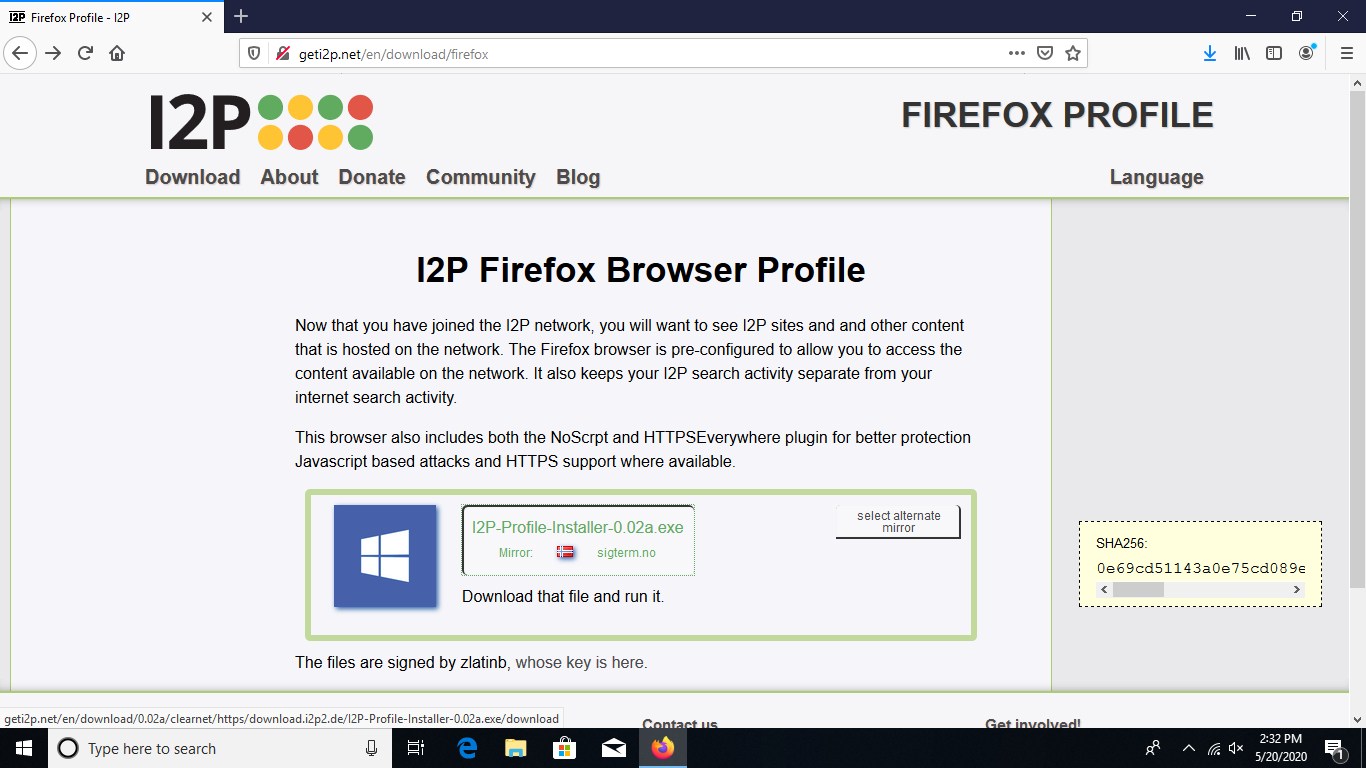 I2P Firefox Profile - I2P
geti2p.net/en/download/firefox
I2P
FIREFOX PROFILE
Download About Donate Community Blog Language
I2P Firefox Browser Profile
Now that you have joined the I2P network, you will want to see I2P sites and and other content
that is hosted on the network. The Firefox browser is pre-configured to allow you to access the
content available on the network. It also keeps your I2P search activity separate from your
internet search activity.
This browser also includes both the NoScrpt and HTTPSEverywhere plugin for better protection
Javascript based attacks and HTTPS support where available.
I2P-Profile-Installer-0.02a.exe
Mirror: sigterm.no
select alternate
mirror
Download that file and run it.
SHA256:
0e69cd51143a0e75cd089e
The files are signed by zlatinb, whose key is here.
geti2p.net/en/download/0.02a/clearnet/https/download.i2p2.de/I2P-Profile-Installer-0.02a.exe/download
Contact us
Get involved!
Type here to search
2:32 PM
5/20/2020
1